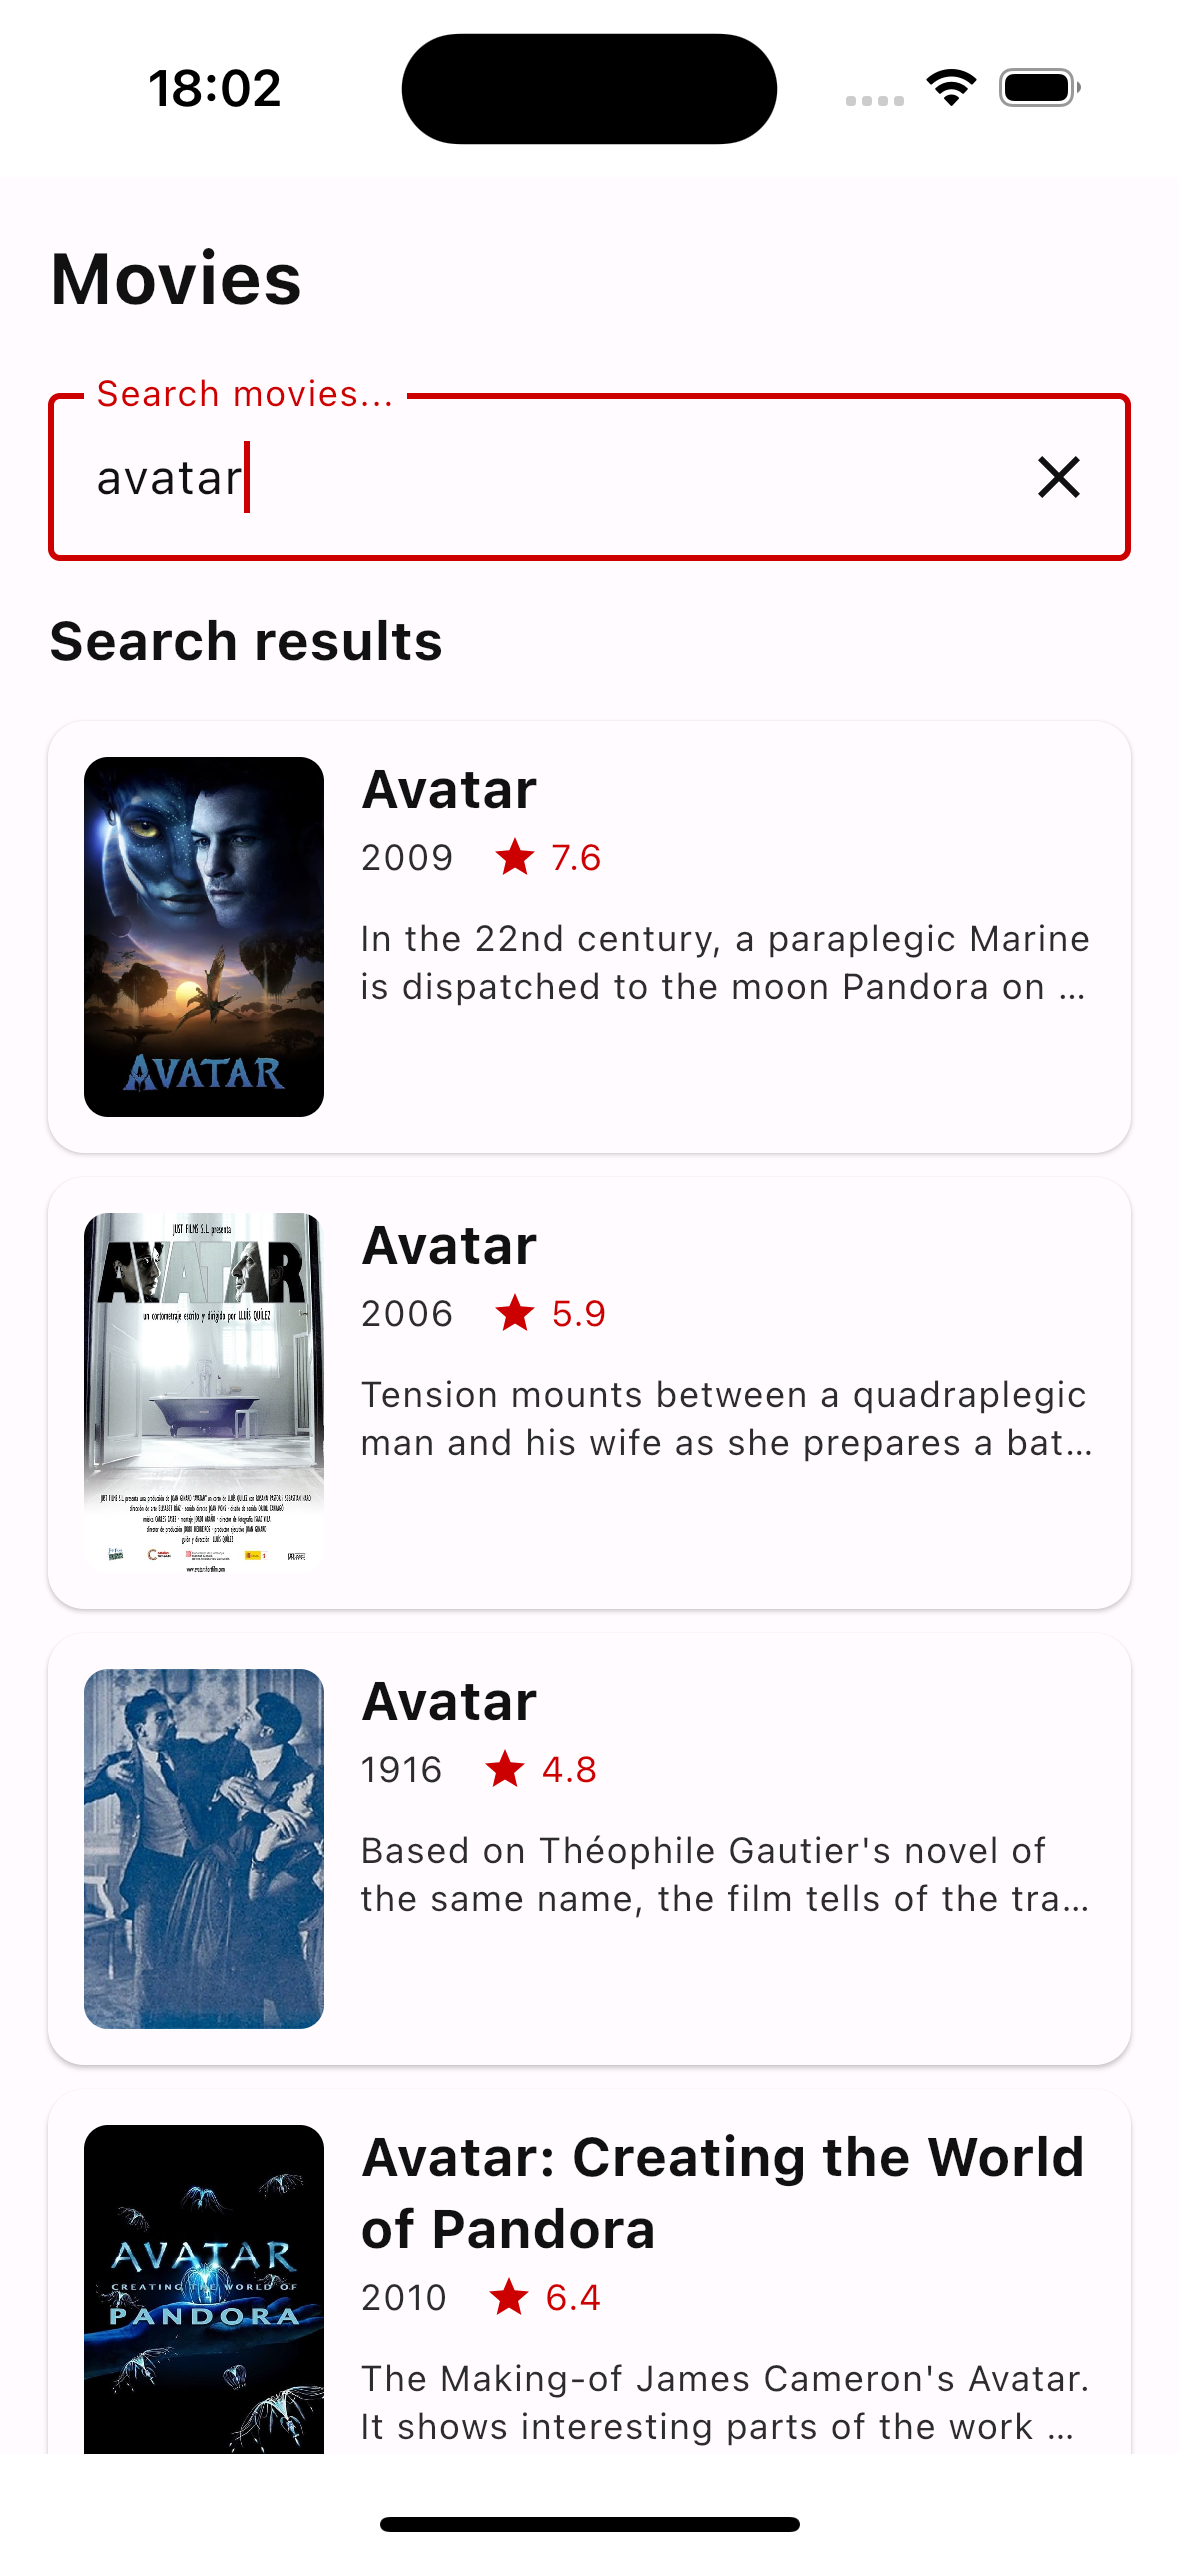 18:02
Movies
Search movies...
avatar
Search results
Avatar
2009 7.6
In the 22nd century, a paraplegic Marine
is dispatched to the moon Pandora on ...
AVATAR
JUST FILMS S.L. presenta
AVATAR
un cortometraje escrito y dirigido por LLUÍS QUÍLEZ
Avatar
2006 5.9
Tension mounts between a quadraplegic
man and his wife as she prepares a bat...
Avatar
1916 4.8
Based on Théophile Gautier's novel of
the same name, the film tells of the tra...
AVATAR
CREATING THE WORLD OF
PANDORA
Avatar: Creating the World
of Pandora
2010 6.4
The Making-of James Cameron's Avatar.
It shows interesting parts of the work ...